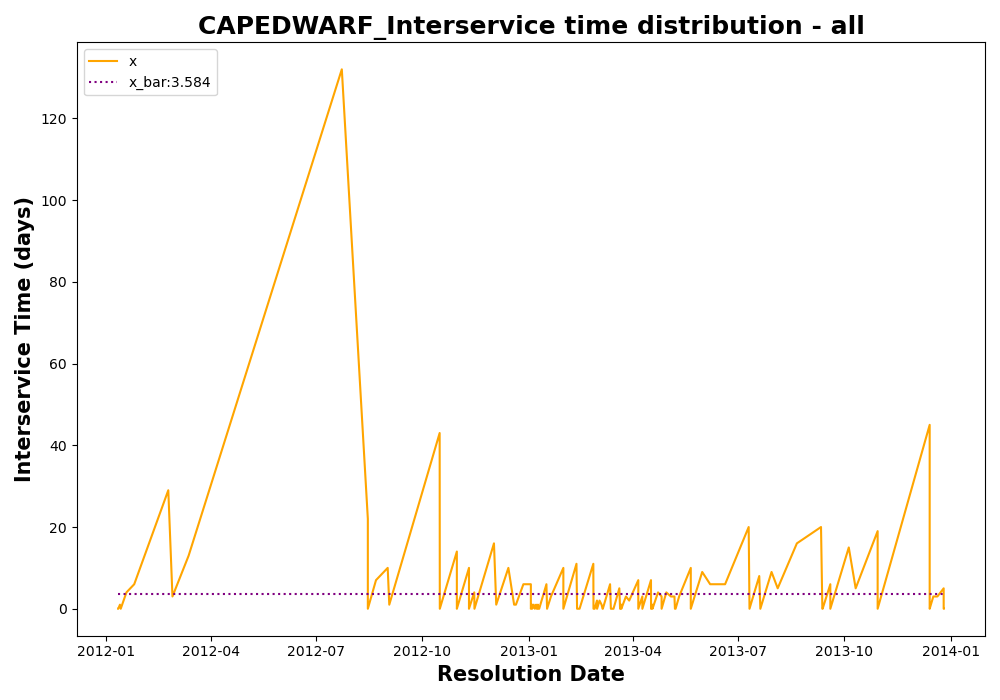 CAPEDWARF_Interservice time distribution - all
x
x_bar:3.584
Interservice Time (days)
120
100
80
60
40
20
0
2012-01 2012-04 2012-07 2012-10 2013-01 2013-04 2013-07 2013-10 2014-01
Resolution Date